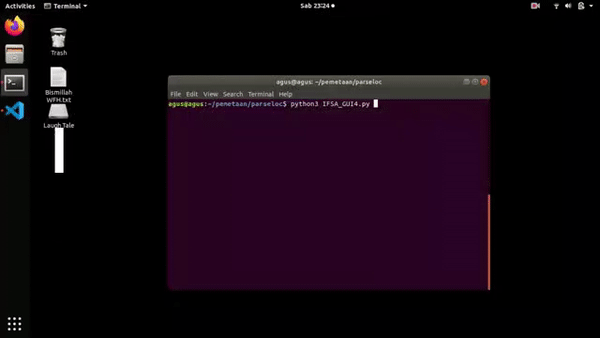 Activities Terminal Sab 23:24
Trash
Bismillah
WFH.txt
Laugh Tale
agus@agus: ~/pemetaan/parseloc
File Edit View Search Terminal Help
agus@agus:~/pemetaan/parseloc$ python3 IFSA_GUI4.py